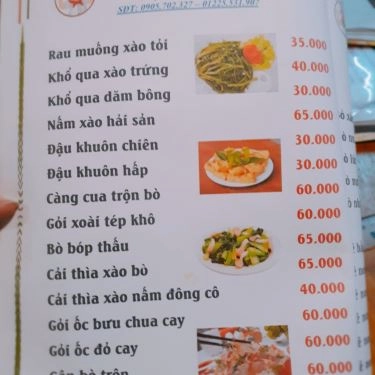 SĐT: 0905.702.327 - 01225.531.907
Rau muống xào tỏi 35.000
Khổ qua xào trứng 40.000
Khổ qua dăm bông 30.000
Nấm xào hải sản 65.000
Đậu khuôn chiên 30.000
Đậu khuôn hấp 30.000
Càng cua trộn bò 60.000
Gỏi xoài tép khô 60.000
Bò bóp thấu 65.000
Cải thìa xào bò 65.000
Cải thìa xào nấm đông cô 40.000
Gỏi ốc bưu chua cay 60.000
Gỏi ốc đỏ cay 60.000
bò trộn 60.000